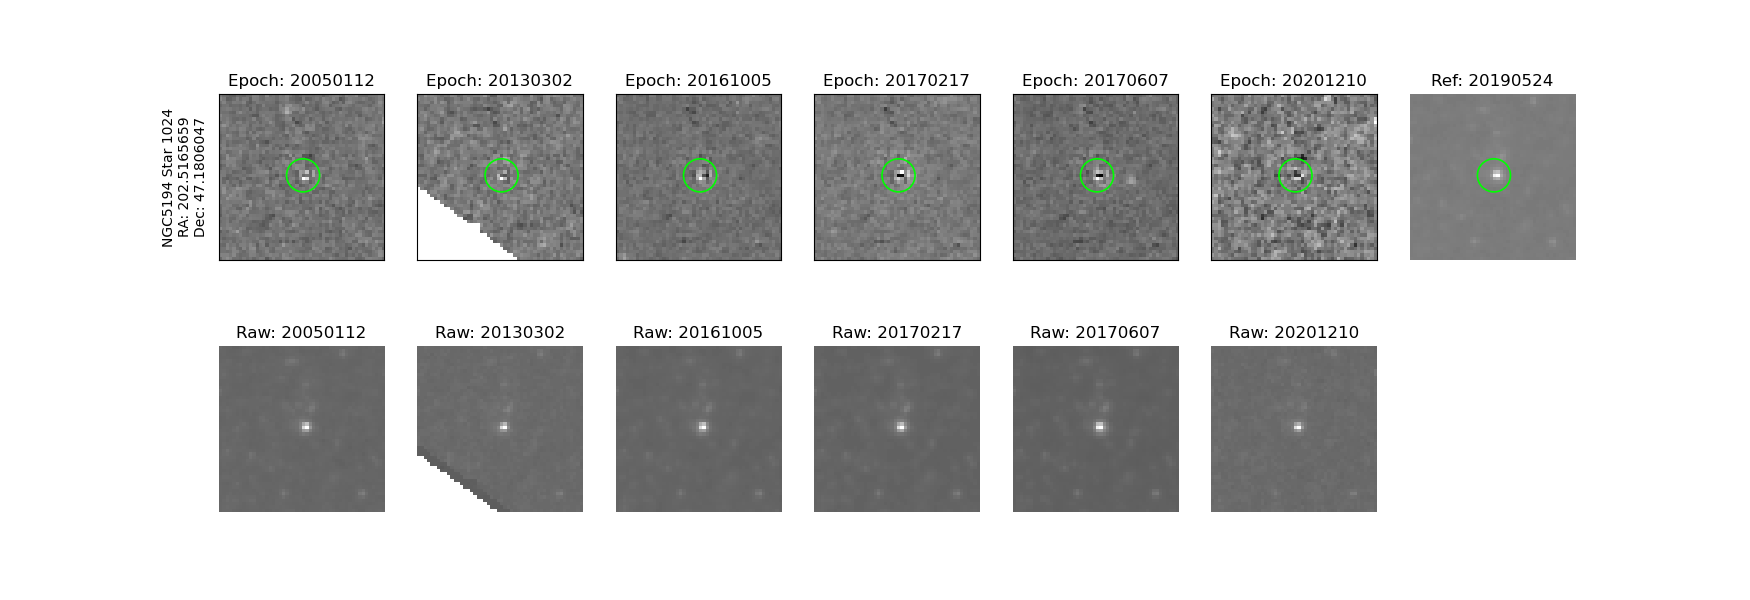 Epoch: 20050112
Epoch: 20130302
Epoch: 20161005
Epoch: 20170217
Epoch: 20170607
Epoch: 20201210
Ref: 20190524
NGC5194 Star 1024
RA: 202.5165659
Dec: 47.1806047
Raw: 20050112
Raw: 20130302
Raw: 20161005
Raw: 20170217
Raw: 20170607
Raw: 20201210